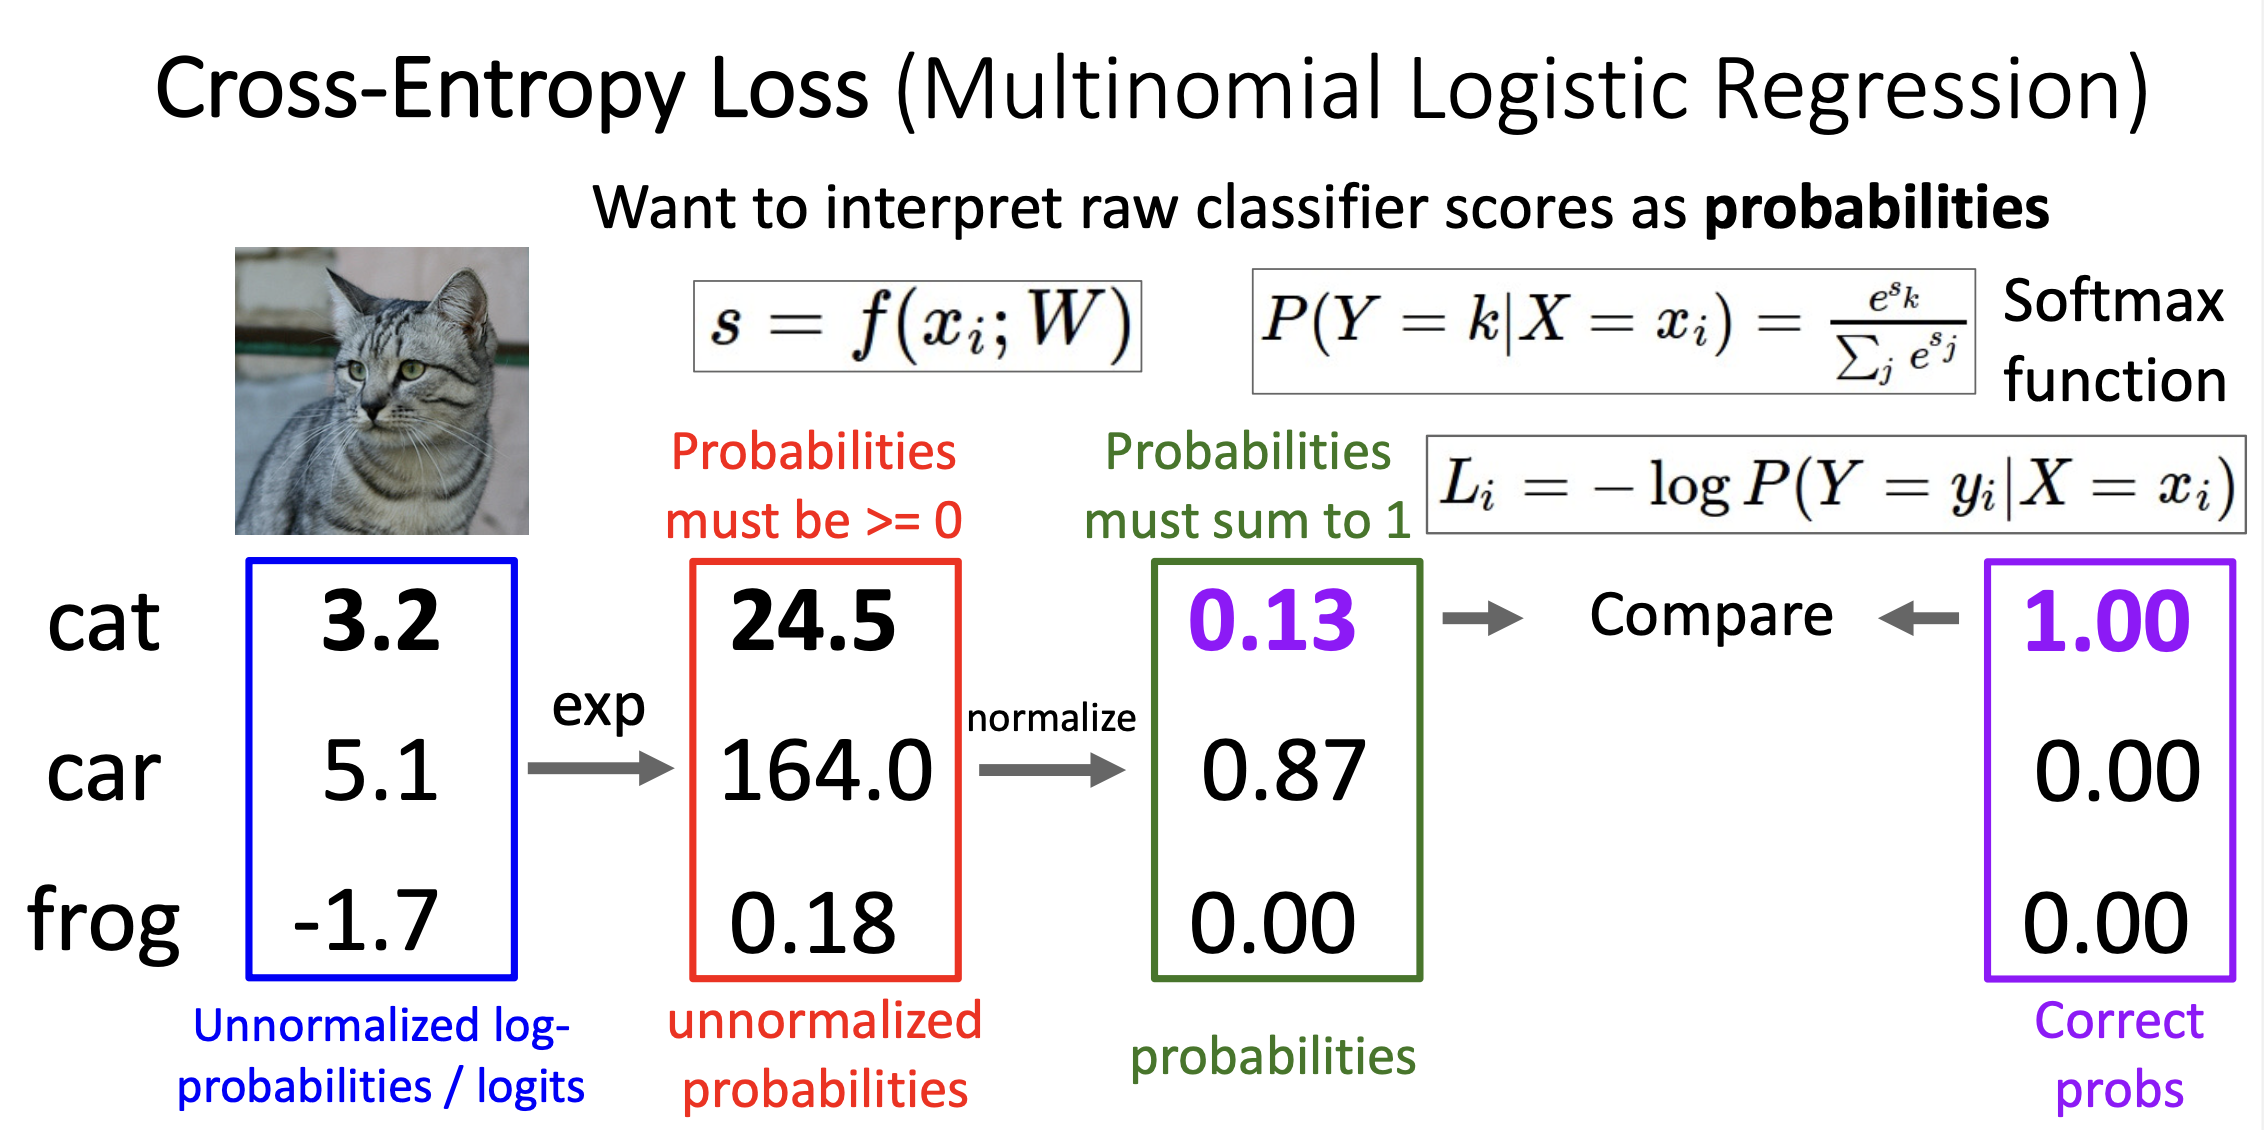 Cross-Entropy Loss (Multinomial Logistic Regression)
Want to interpret raw classifier scores as probabilities
s = f(x_i; W)
P(Y = k|X = x_i) = \frac{e^{s_k}}{\sum_j e^{s_j}}
Softmax
function
Probabilities
must be >= 0
Probabilities
must sum to 1
L_i = − log P(Y = y_i|X = x_i)
cat 3.2 24.5 0.13 Compare 1.00
exp
normalize
car 5.1 164.0 0.87 0.00
frog -1.7 0.18 0.00 0.00
Unnormalized log-
probabilities / logits
unnormalized
probabilities
probabilities
Correct
probs